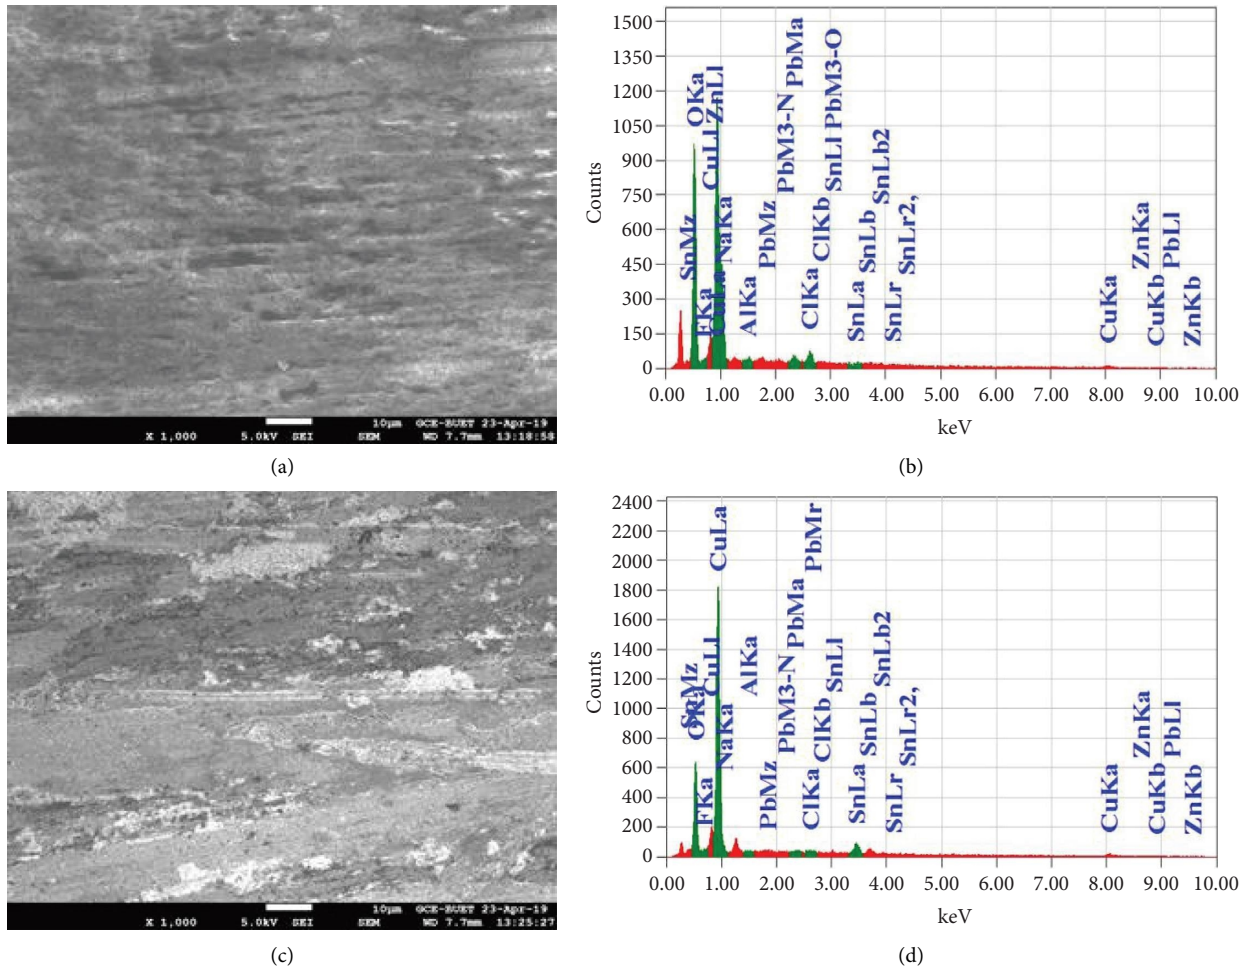 X 1,000 5.0kV SEI SEM 10μm GCE-BUET 23-Apr-19 WD 7.7mm 13:18:58
(a)
1500
1350
1200
1050
900
750
600
450
300
150
0
Counts
SnMz
OKa
FKa
CuLl ZnLl
CuLa NaKa
AlKa
PbMz
PbM3-N PbMa
ClKa
ClKb SnLl PbM3-O
SnLa
SnLb SnLb2
SnLr
SnLr2,
CuKa
ZnKa
CuKb
PbLl
ZnKb
0.00 1.00 2.00 3.00 4.00 5.00 6.00 7.00 8.00 9.00 10.00
keV
(b)
X 1,000 5.0kV SEI SEM 10μm GCE-BUET 23-Apr-19 WD 7.7mm 13:25:27
(c)
2400
2200
2000
1800
1600
1400
1200
1000
800
600
400
200
0
Counts
SnMz
OKa
FKa
CuLl
CuLa
NaKa
AlKa
PbMz
PbM3-N PbMa
PbMr
ClKa
ClKb SnLl
SnLa
SnLb SnLb2
SnLr
SnLr2,
CuKa
ZnKa
CuKb
PbLl
ZnKb
0.00 1.00 2.00 3.00 4.00 5.00 6.00 7.00 8.00 9.00 10.00
keV
(d)